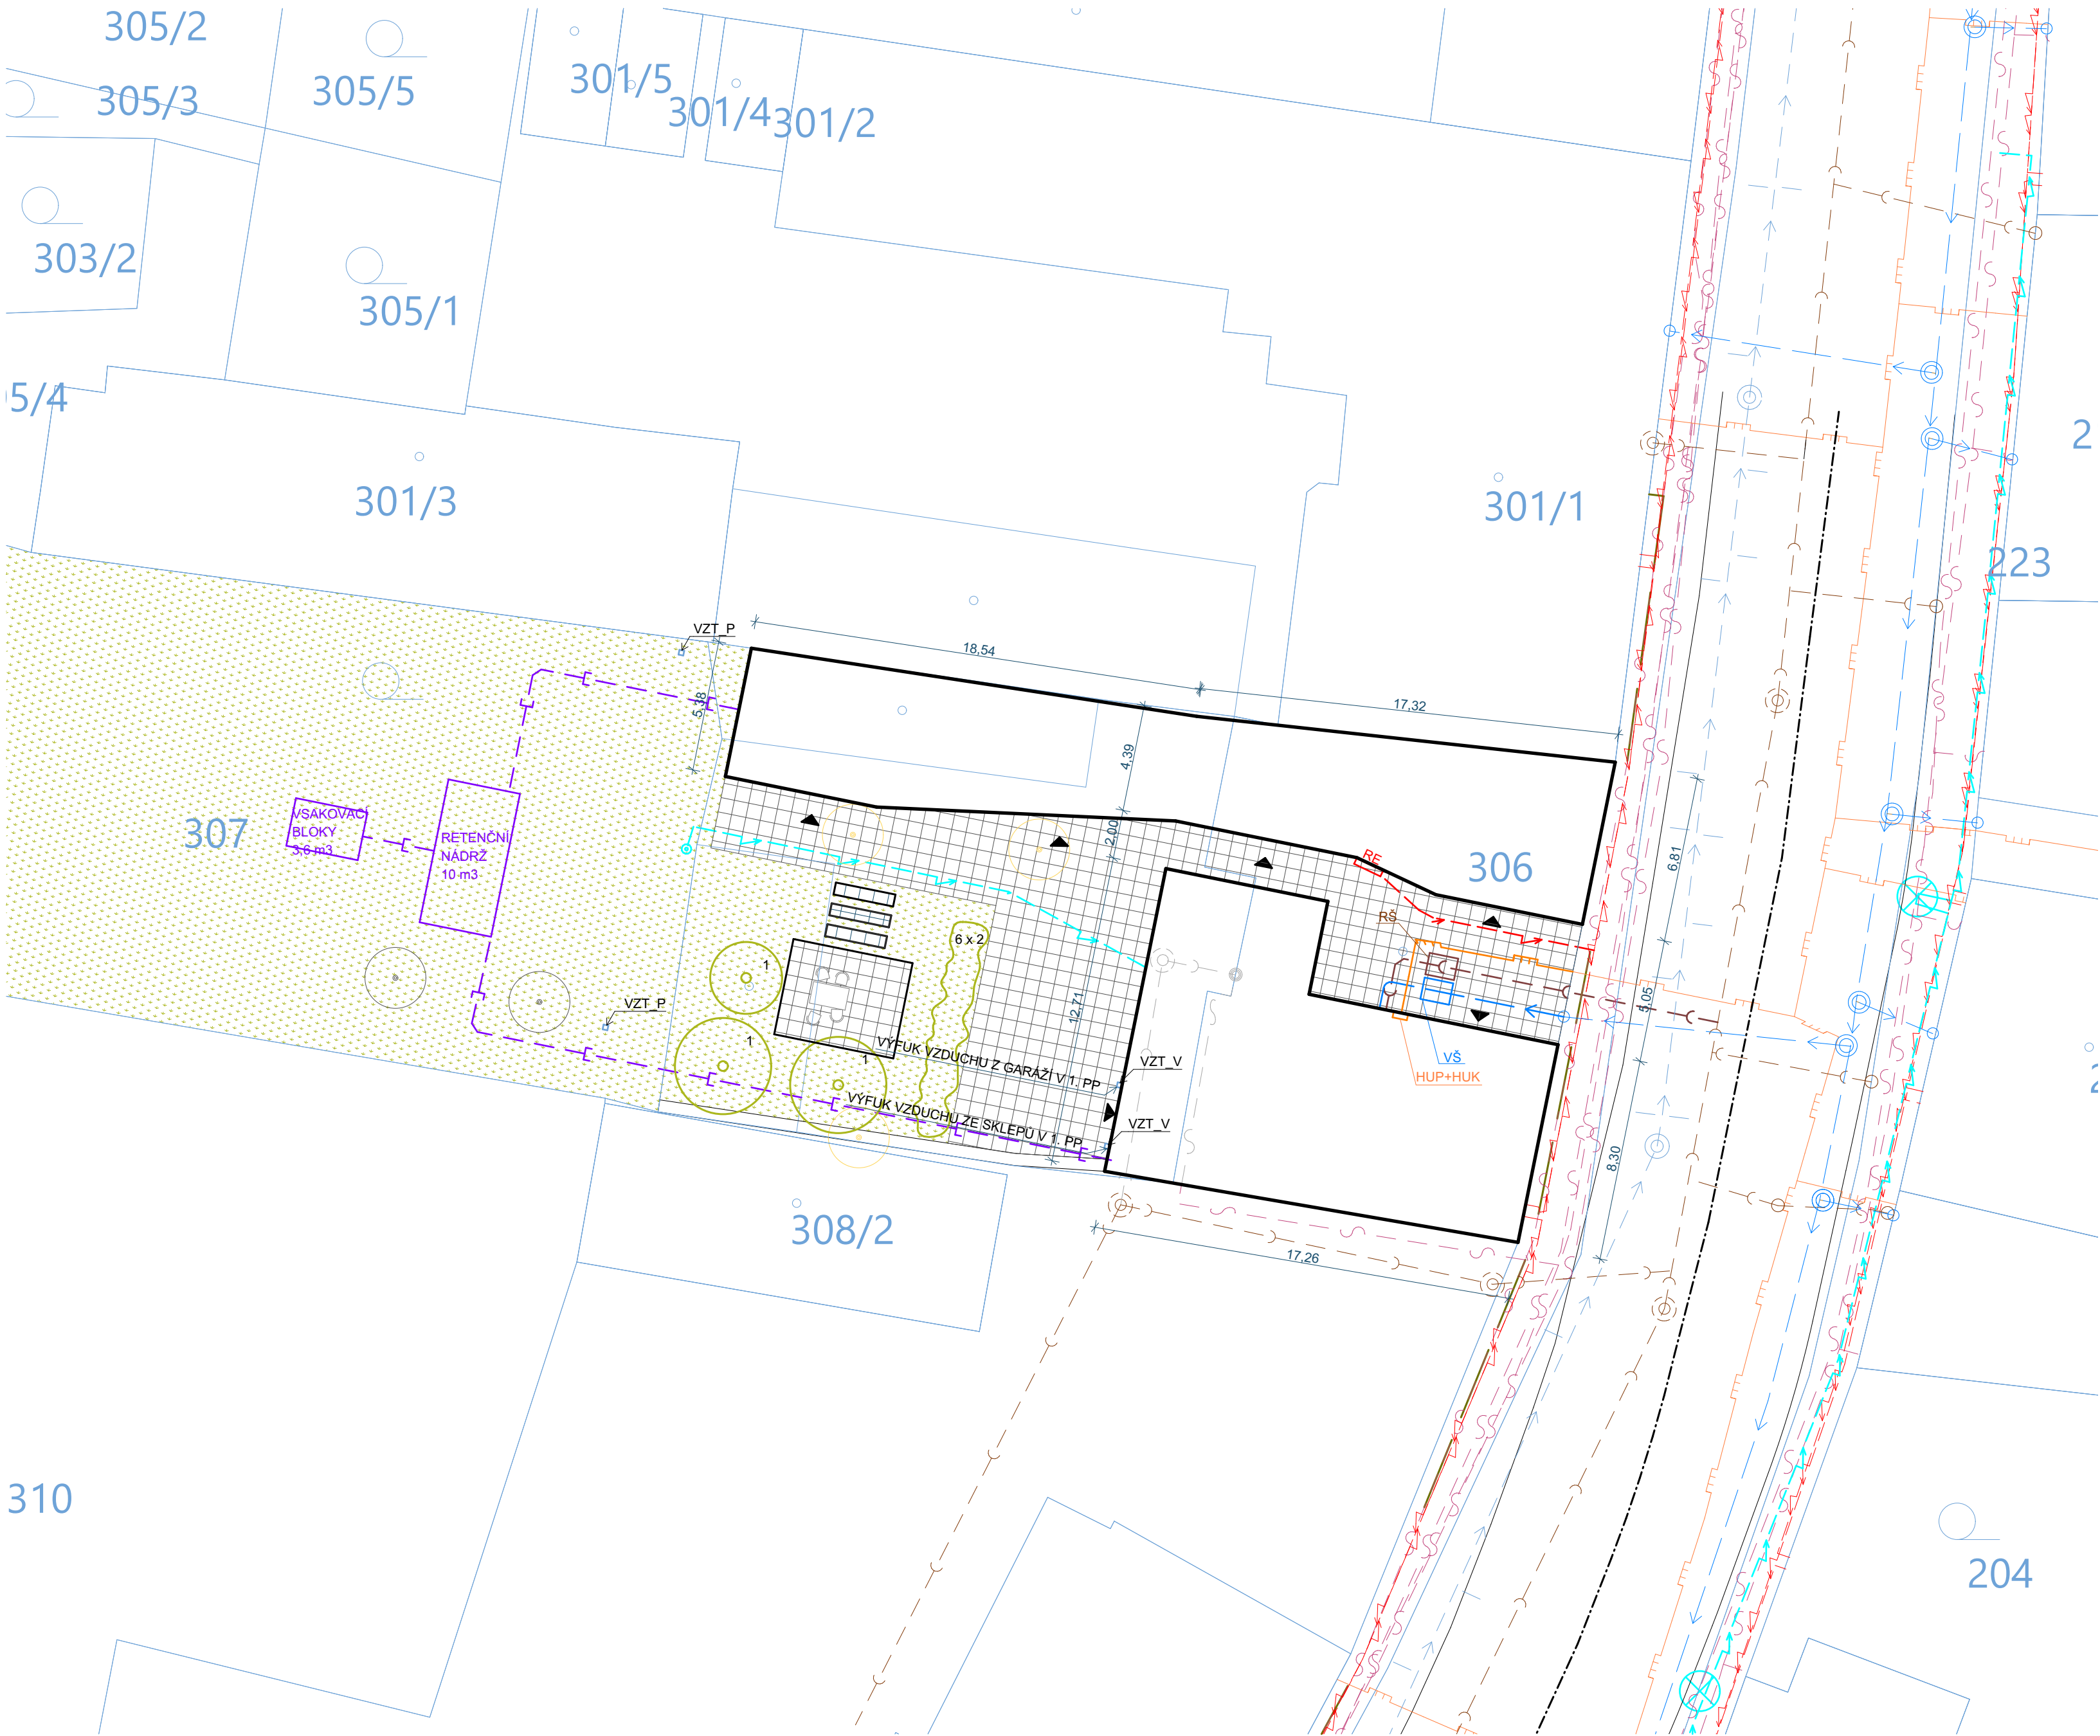 305/2
305/3
305/5
301/5
301/4
301/2
303/2
305/1
5/4
301/3
301/1
2
223
VZT_P
18,54
17,32
5,38
4,39
2,00
6,81
307
VSAKOVACÍ
BLOKY
3,6 m3
RETENČNÍ
NÁDRŽ
10 m3
RE
306
RŠ
6 x 2
1
1
1
12,71
5,05
VZT_P
VÝFUK VZDUCHU Z GARÁŽÍ V 1. PP
VZT_V
VŠ
HUP+HUK
VÝFUK VZDUCHU ZE SKLEPŮ V 1. PP
VZT_V
8,30
308/2
17,26
310
204